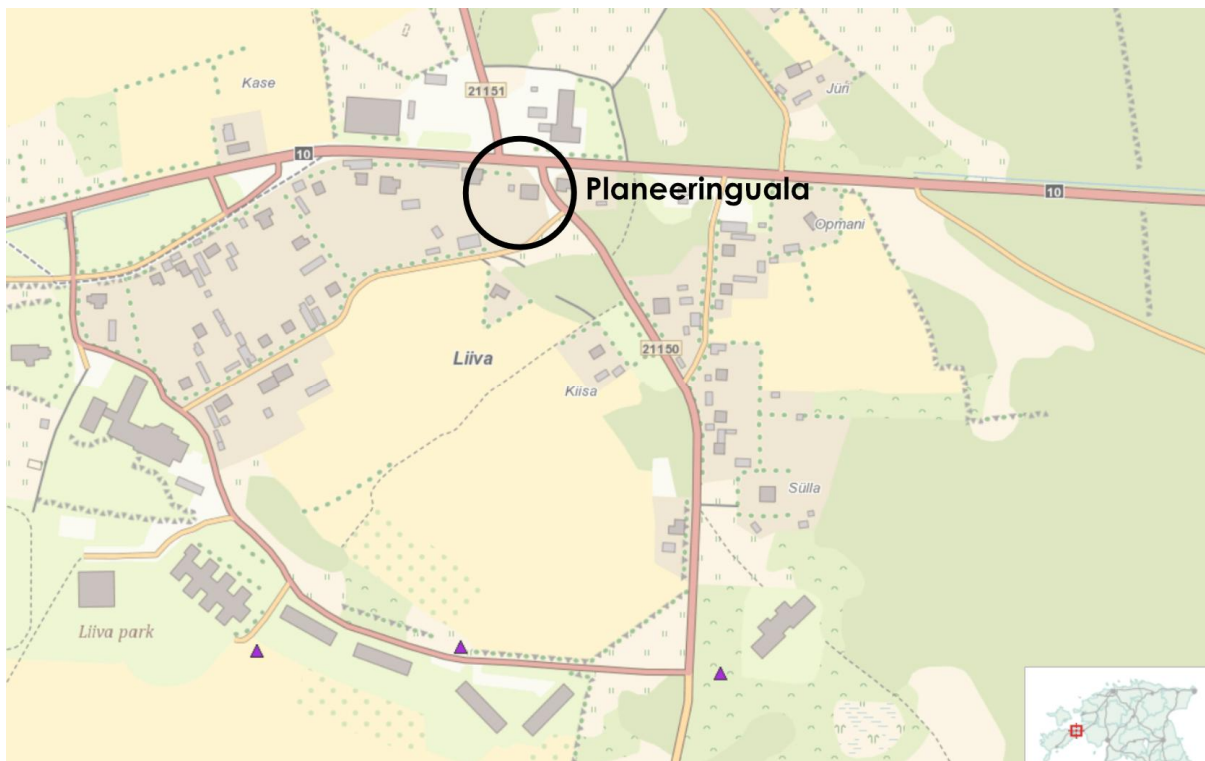 Kase
21151
Jüri
10
Planeeringuala
10
Opmani
Liiva
21150
Kiisa
Sülla
Liiva park